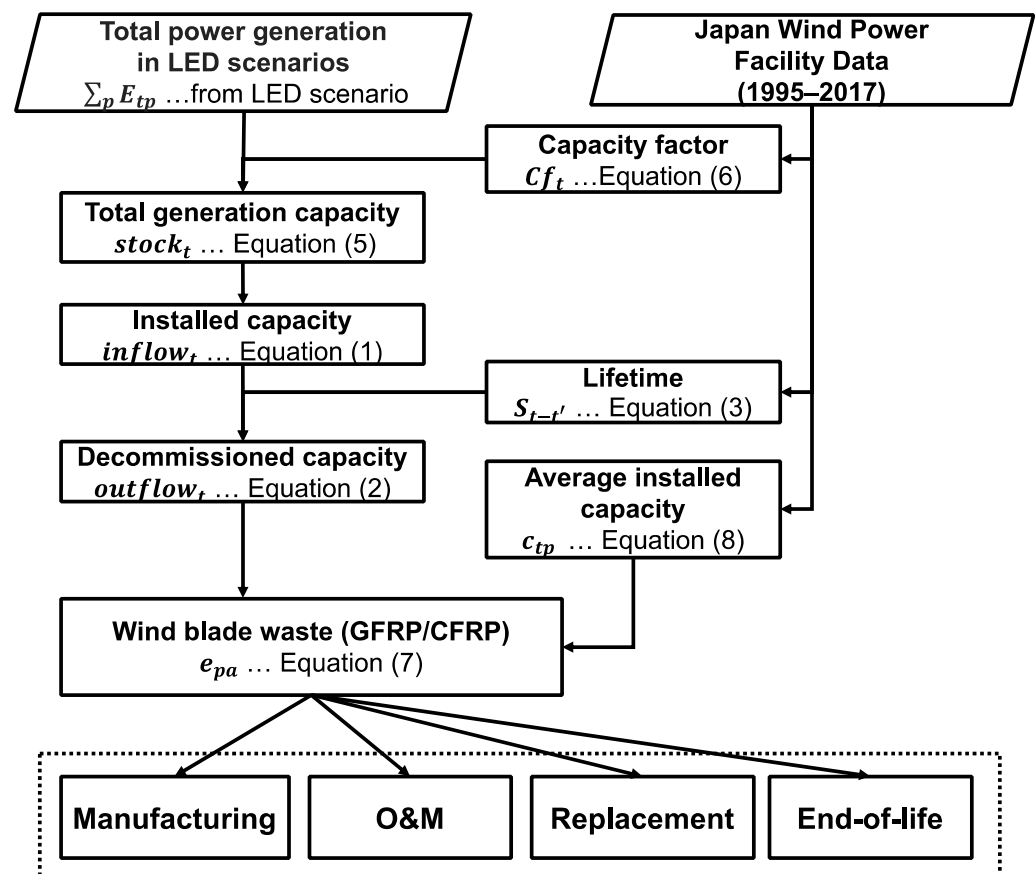 Total power generation
in LED scenarios
∑ₚ Eₜₚ …from LED scenario
Japan Wind Power
Facility Data
(1995–2017)
Capacity factor
Cfₜ …Equation (6)
Total generation capacity
stockₜ … Equation (5)
Installed capacity
inflowₜ … Equation (1)
Lifetime
Sₜ₋ₜ′ … Equation (3)
Decommissioned capacity
outflowₜ … Equation (2)
Average installed
capacity
cₜₚ … Equation (8)
Wind blade waste (GFRP/CFRP)
eₚₐ … Equation (7)
Manufacturing
O&M
Replacement
End-of-life